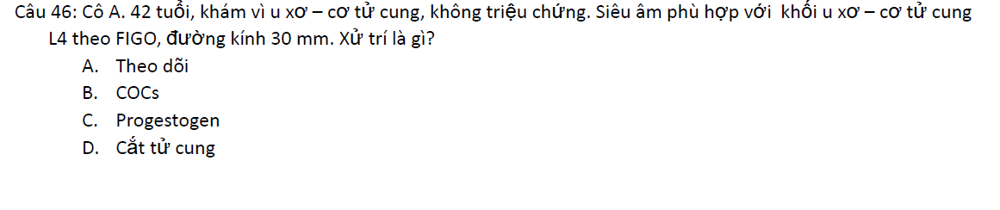 Câu 46: Cô A. 42 tuổi, khám vì u xơ – cơ tử cung, không triệu chứng. Siêu âm phù hợp với khối u xơ – cơ tử cung
L4 theo FIGO, đường kính 30 mm. Xử trí là gì?
A. Theo dõi
B. COCs
C. Progestogen
D. Cắt tử cung